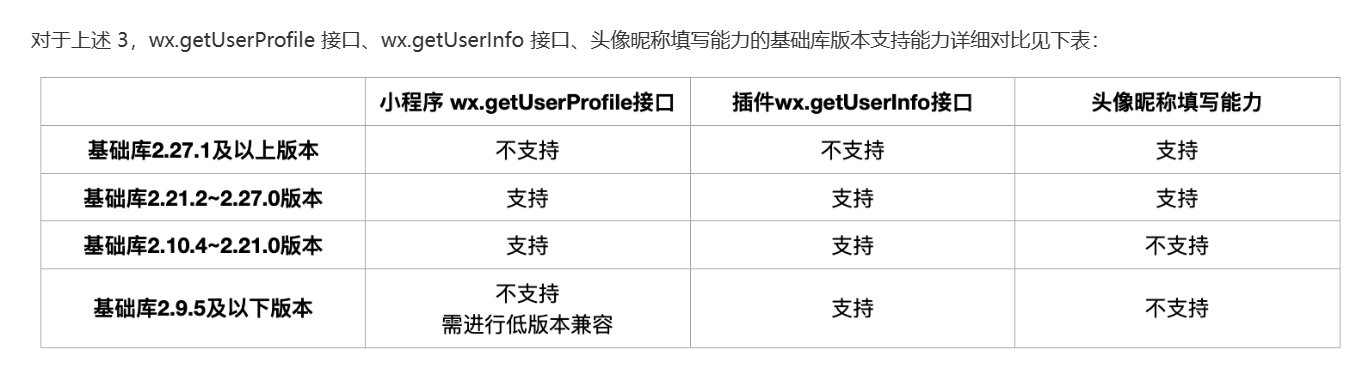 对于上述 3，wx.getUserProfile 接口、wx.getUserInfo 接口、头像昵称填写能力的基础库版本支持能力详细对比见下表：
小程序 wx.getUserProfile接口 插件wx.getUserInfo接口 头像昵称填写能力
基础库2.27.1及以上版本 不支持 不支持 支持
基础库2.21.2~2.27.0版本 支持 支持 支持
基础库2.10.4~2.21.0版本 支持 支持 不支持
基础库2.9.5及以下版本 不支持 支持 不支持
需进行低版本兼容